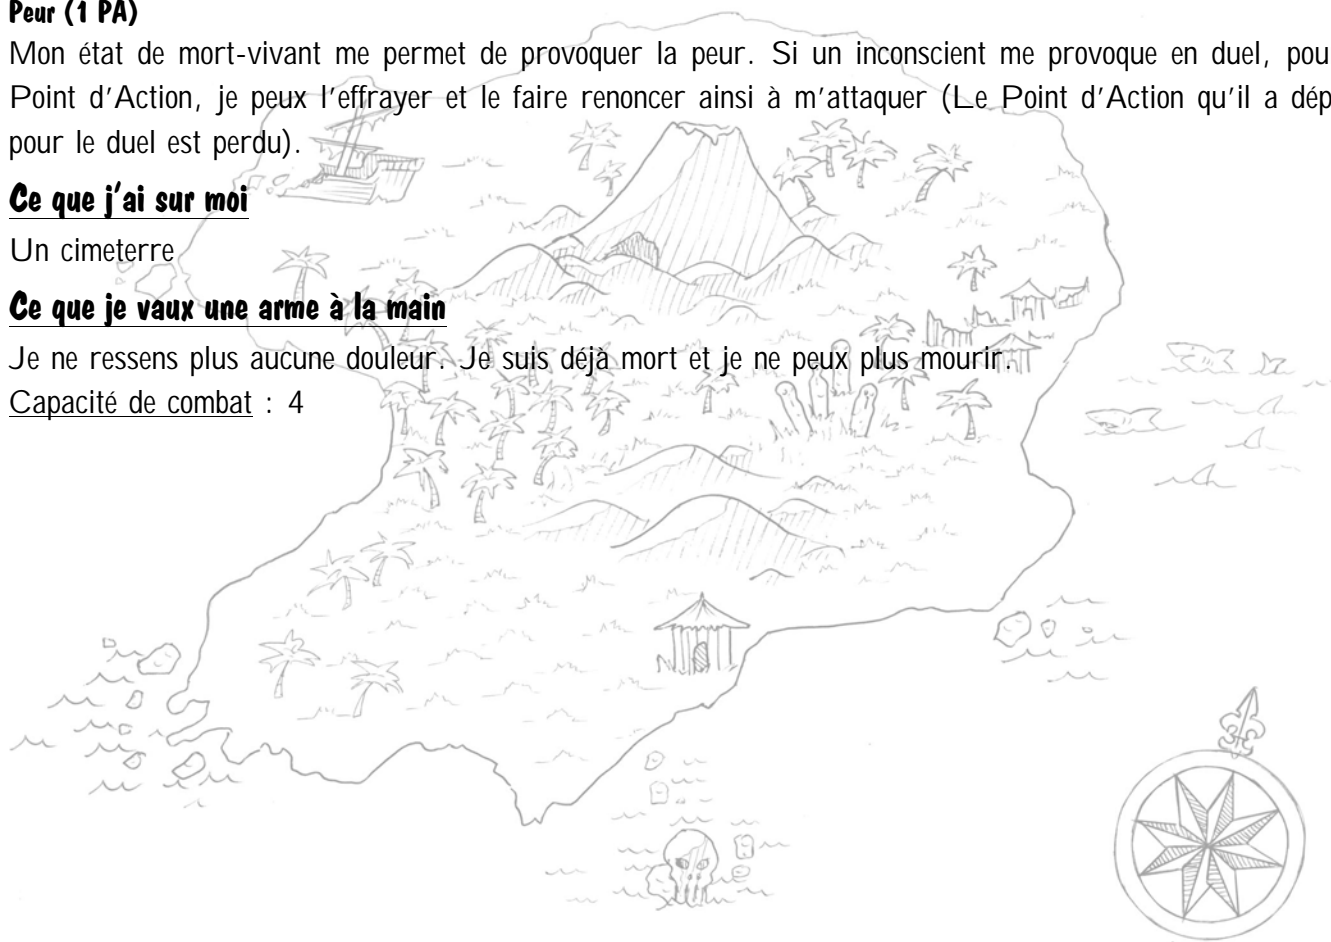 Peur (1 PA)
Mon état de mort-vivant me permet de provoquer la peur. Si un inconscient me provoque en duel, pou
Point d'Action, je peux l'effrayer et le faire renoncer ainsi à m'attaquer (Le Point d'Action qu'il a dép
pour le duel est perdu).
Ce que j'ai sur moi
Un cimeterre
Ce que je vaux une arme à la main
Je ne ressens plus aucune douleur. Je suis déjà mort et je ne peux plus mourir.
Capacité de combat : 4